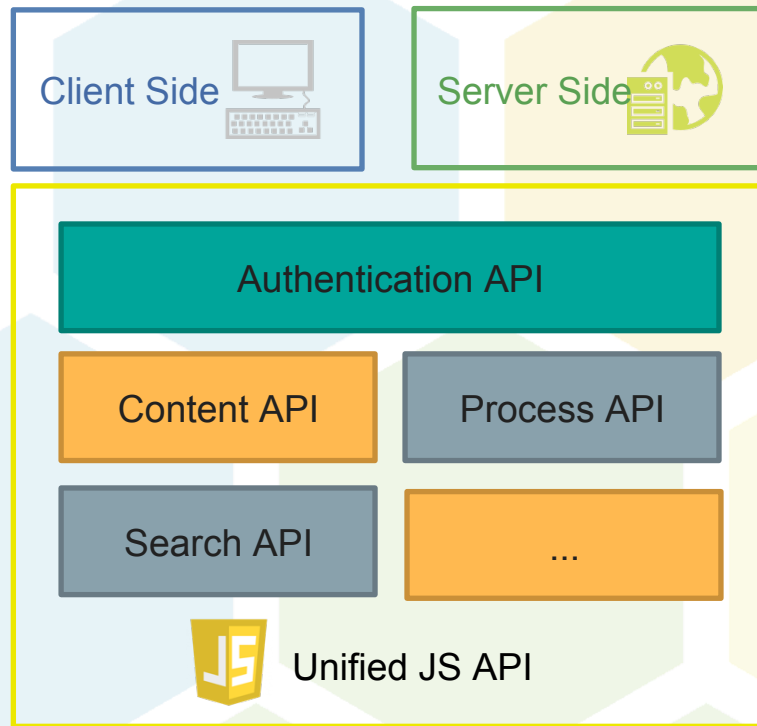 Client Side
Server Side
Authentication API
Content API
Process API
Search API
...
JS
Unified JS API